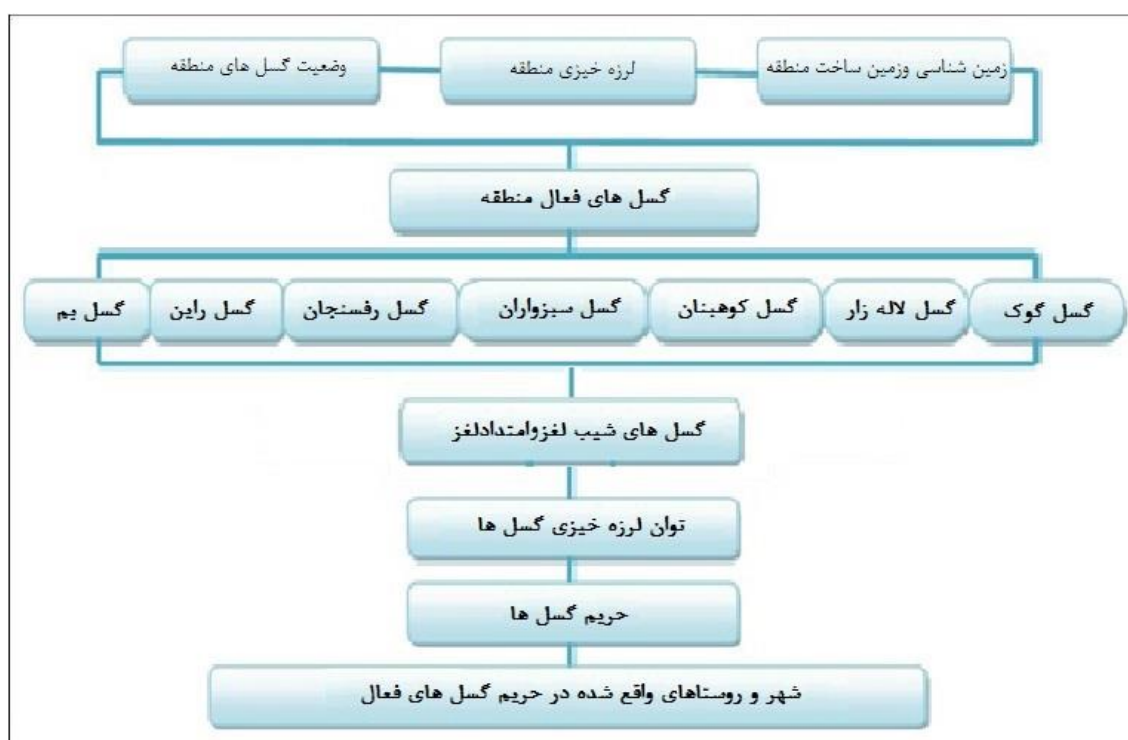 زمین شناسی وزمین ساخت منطقه
لرزه خیزی منطقه
وضعیت گسل های منطقه
گسل های فعال منطقه
گسل گوک
گسل لاله زار
گسل کوهبنان
گسل سبزواران
گسل رفسنجان
گسل راین
گسل بم
گسل های شیب لغزوامتدادلغز
توان لرزه خیزی گسل ها
حریم گسل ها
شهر و روستاهای واقع شده در حریم گسل های فعال